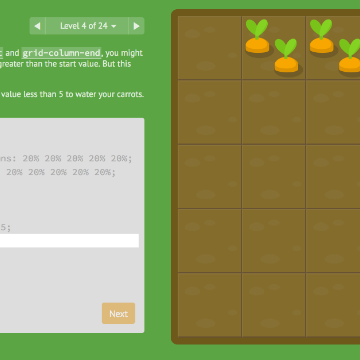 Level 4 of 24
and grid-column-end, you might
greater than the start value. But this
value less than 5 to water your carrots.
ns: 20% 20% 20% 20% 20%;
20% 20% 20% 20% 20%;
5;
Next